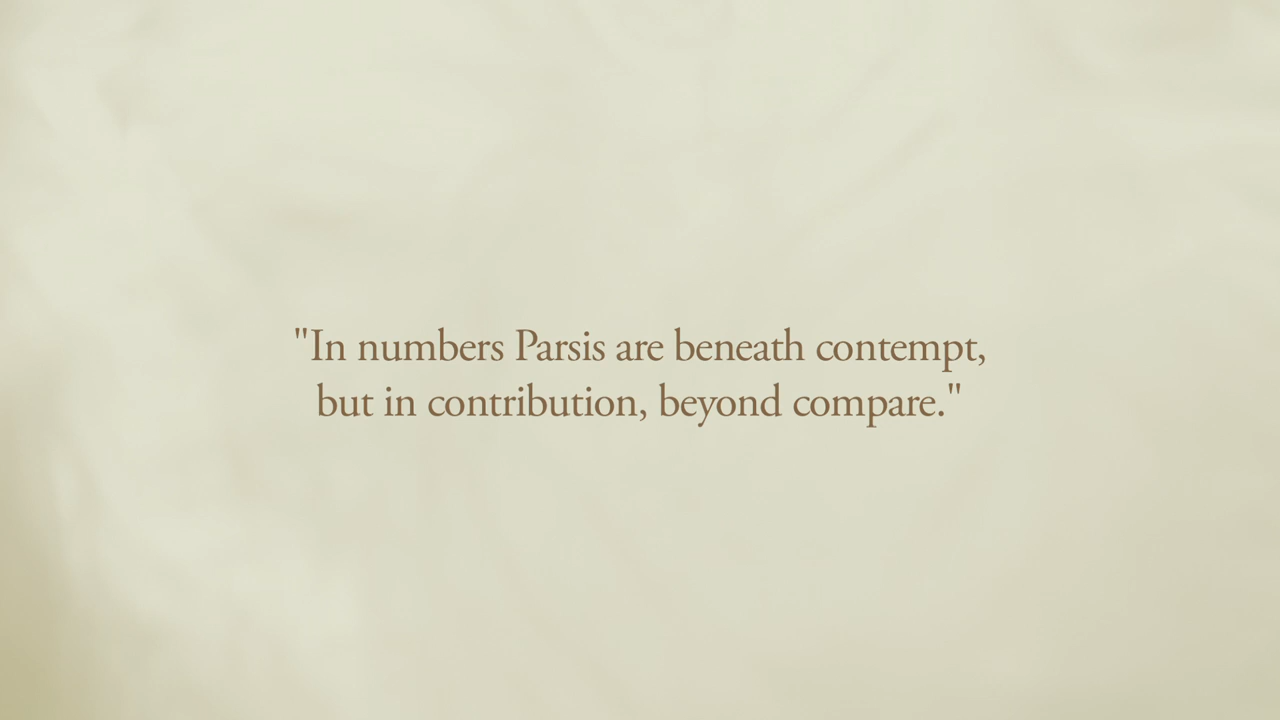 "In numbers Parsis are beneath contempt,
but in contribution, beyond compare."